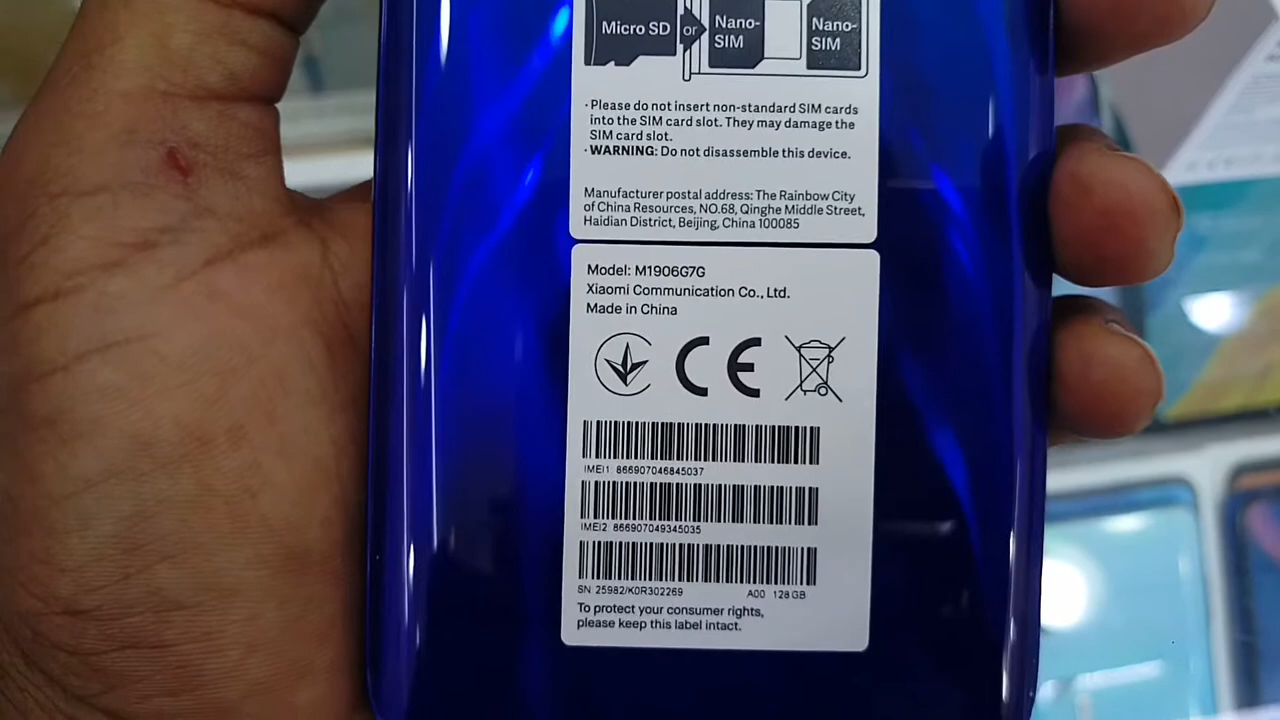 Micro SD or Nano-SIM Nano-SIM
· Please do not insert non-standard SIM cards
into the SIM card slot. They may damage the
SIM card slot.
· WARNING: Do not disassemble this device.
Manufacturer postal address: The Rainbow City
of China Resources, NO.68, Qinghe Middle Street,
Haidian District, Beijing, China 100085
Model: M1906G7G
Xiaomi Communication Co., Ltd.
Made in China
CE
IMEI1: 866907046845037
IMEI2: 866907049345035
SN: 25982/K0R302269 A00 128GB
To protect your consumer rights,
please keep this label intact.